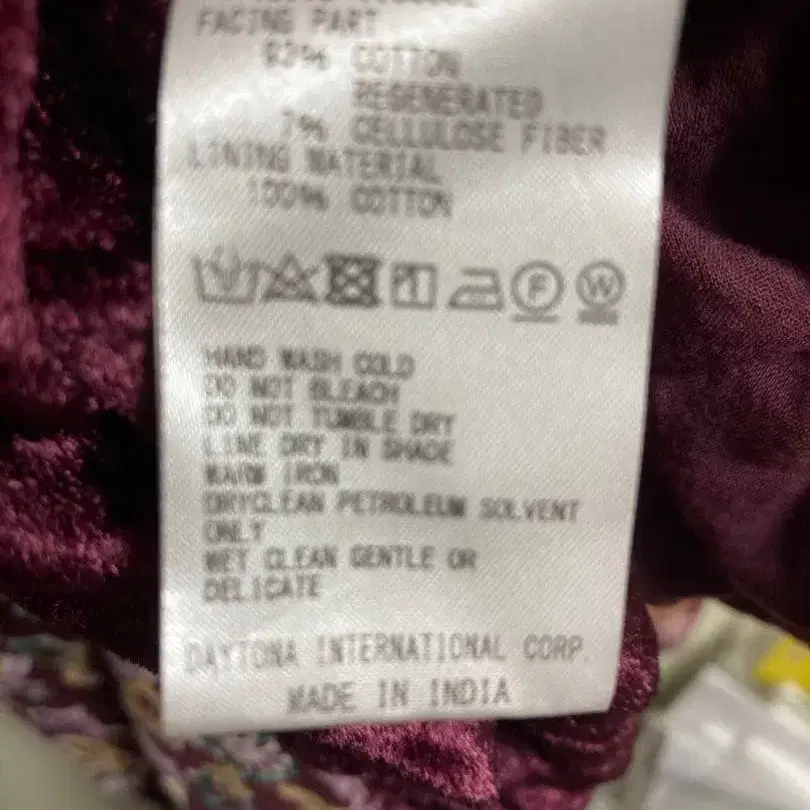 FACING PART
93% COTTON
REGENERATED
7% CELLULOSE FIBER
LINING MATERIAL
100% COTTON
F W
HAND WASH COLD
DO NOT BLEACH
DO NOT TUMBLE DRY
LINE DRY IN SHADE
WARM IRON
DRYCLEAN PETROLEUM SOLVENT
ONLY
WET CLEAN GENTLE OR
DELICATE
DAYTONA INTERNATIONAL CORP.
MADE IN INDIA